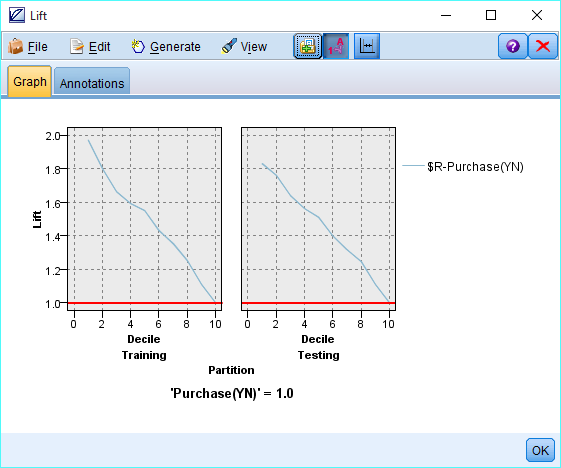 Lift
File Edit Generate View
Graph Annotations
2.0
1.8
1.6
1.4
1.2
1.0
Lift
0 2 4 6 8 10 0 2 4 6 8 10
Decile Decile
Training Testing
Partition
'Purchase(YN)' = 1.0
$R-Purchase(YN)
OK